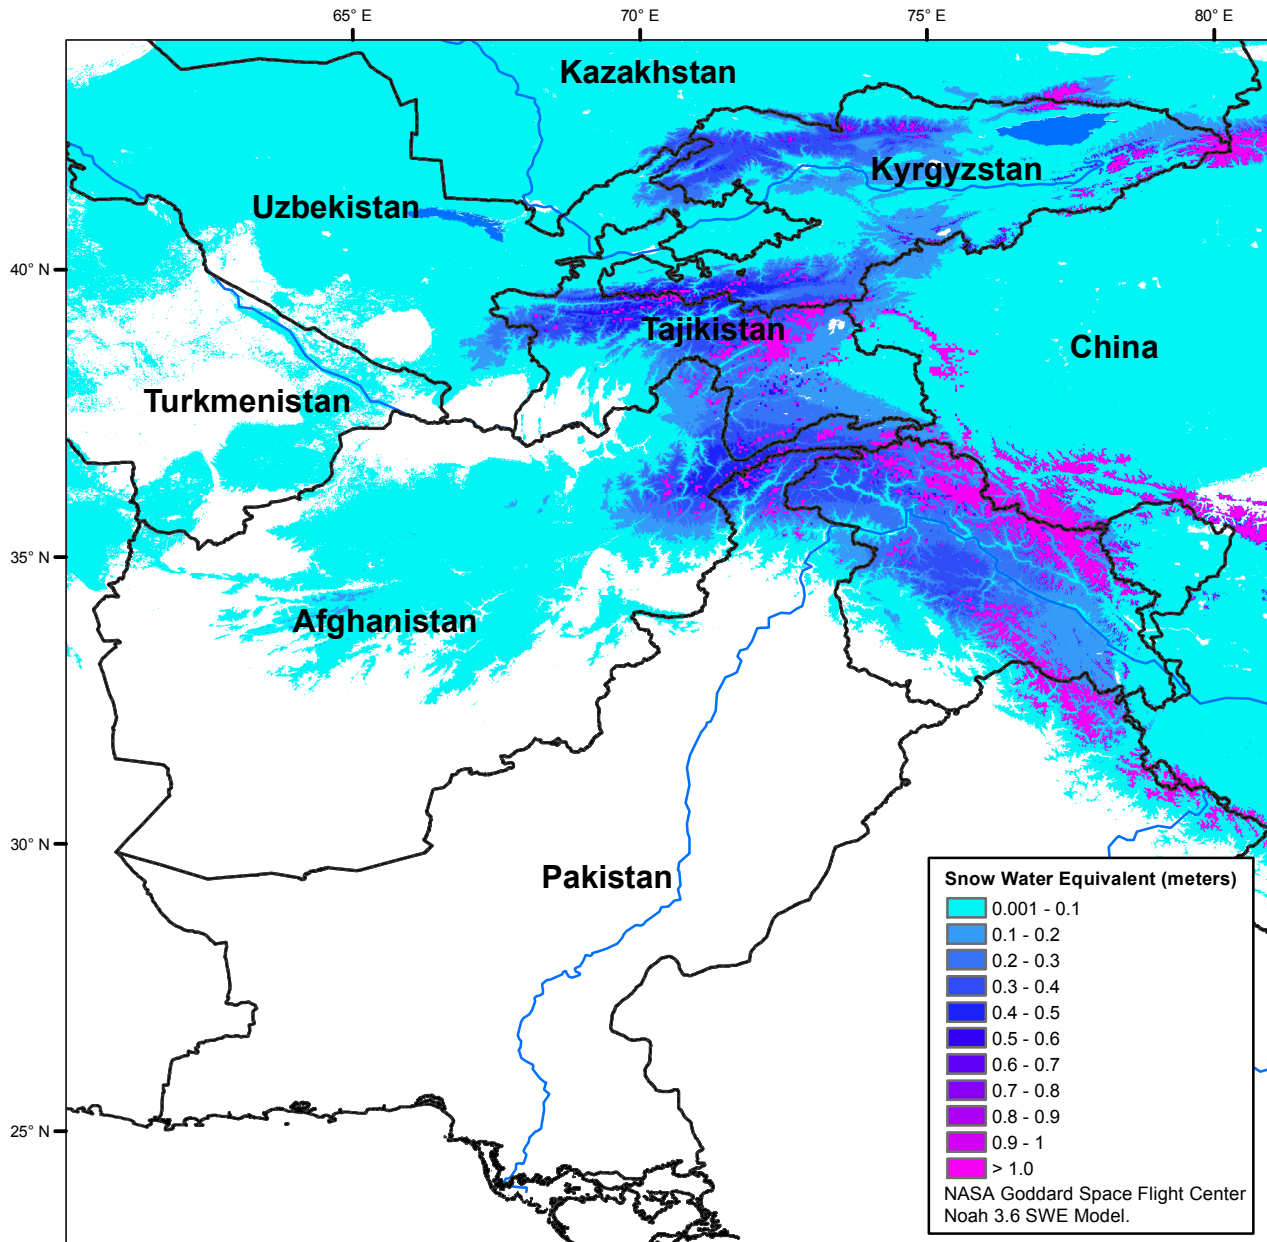 65° E
70° E
75° E
80° E
Kazakhstan
Kyrgyzstan
Uzbekistan
40° N
Tajikistan
China
Turkmenistan
35° N
Afghanistan
30° N
Pakistan
25° N
Snow Water Equivalent (meters)
0.001 - 0.1
0.1 - 0.2
0.2 - 0.3
0.3 - 0.4
0.4 - 0.5
0.5 - 0.6
0.6 - 0.7
0.7 - 0.8
0.8 - 0.9
0.9 - 1
> 1.0
NASA Goddard Space Flight Center
Noah 3.6 SWE Model.